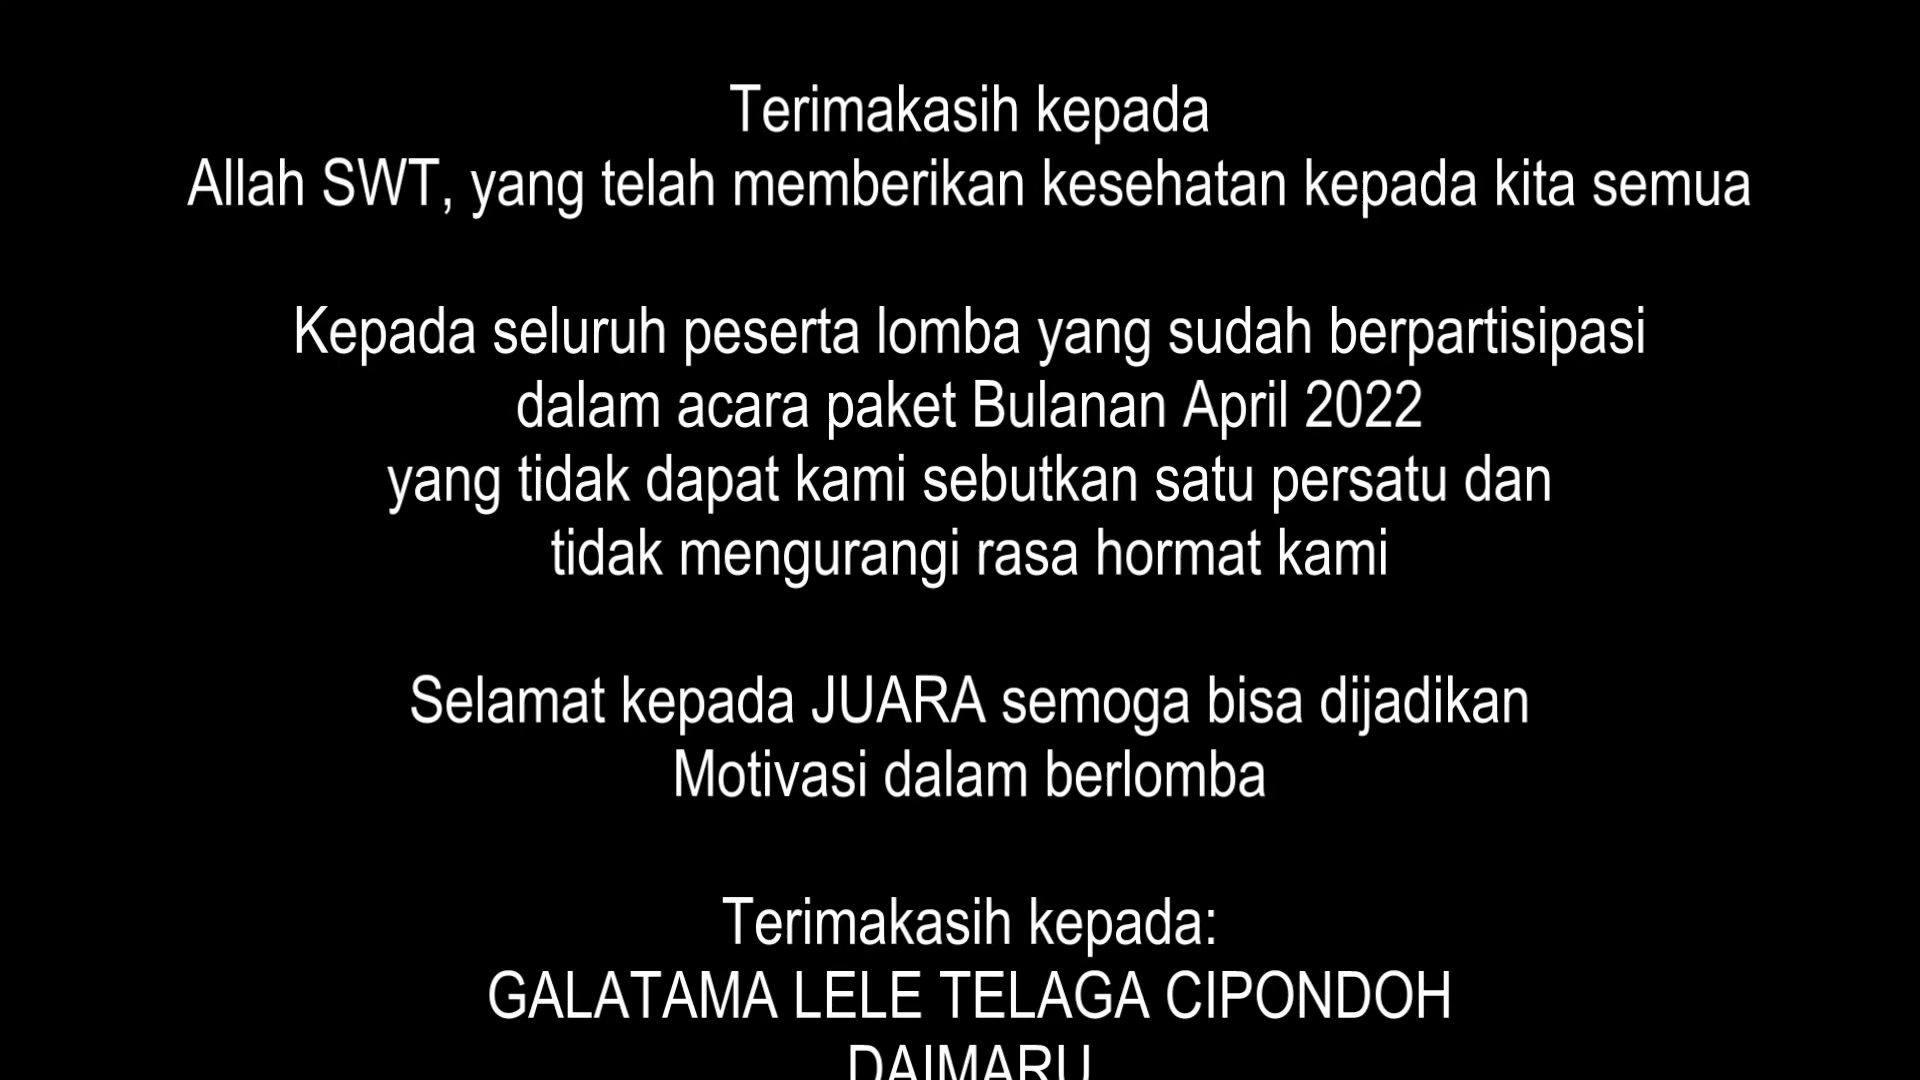 Terimakasih kepada
Allah SWT, yang telah memberikan kesehatan kepada kita semua
Kepada seluruh peserta lomba yang sudah berpartisipasi
dalam acara paket Bulanan April 2022
yang tidak dapat kami sebutkan satu persatu dan
tidak mengurangi rasa hormat kami
Selamat kepada JUARA semoga bisa dijadikan
Motivasi dalam berlomba
Terimakasih kepada:
GALATAMA LELE TELAGA CIPONDOH
DAIMARU